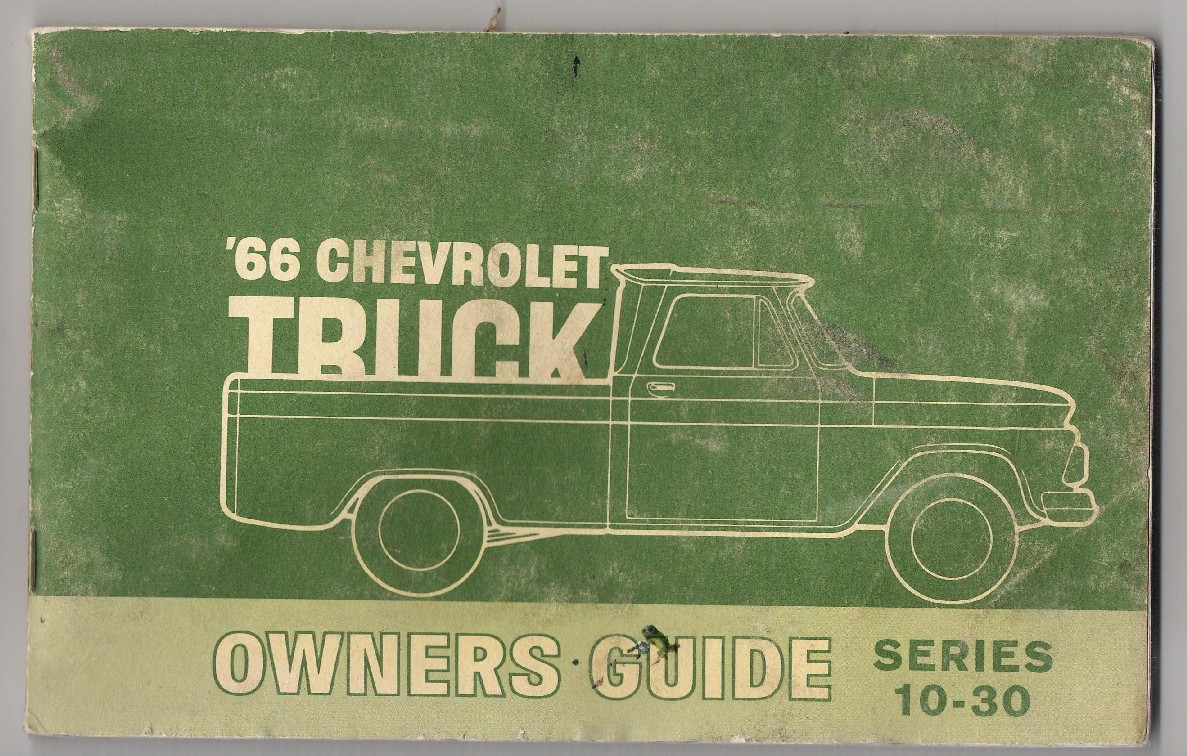 '66 CHEVROLET
TRUCK
OWNERS GUIDE
SERIES
10-30